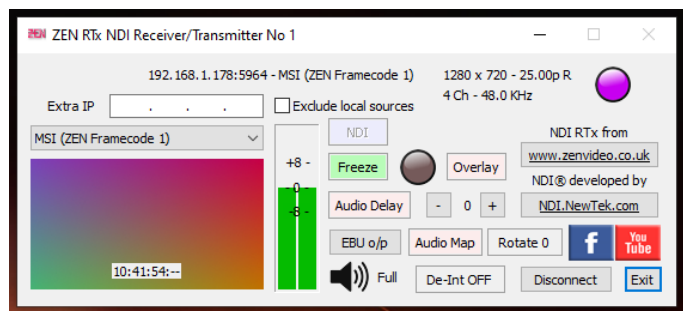 ZEN ZEN RTx NDI Receiver/Transmitter No 1
192.168.1.178:5964 - MSI (ZEN Framecode 1)
1280 x 720 - 25.00p R
4 Ch - 48.0 KHz
Extra IP . . .
Exclude local sources
MSI (ZEN Framecode 1)
NDI
NDI RTx from
www.zenvideo.co.uk
+8 -
Freeze
Overlay
NDI® developed by
- 0 -
-8 -
Audio Delay
- 0 +
NDI.NewTek.com
EBU o/p
Audio Map
Rotate 0
f
You
Tube
10:41:54:--
Full
De-Int OFF
Disconnect
Exit